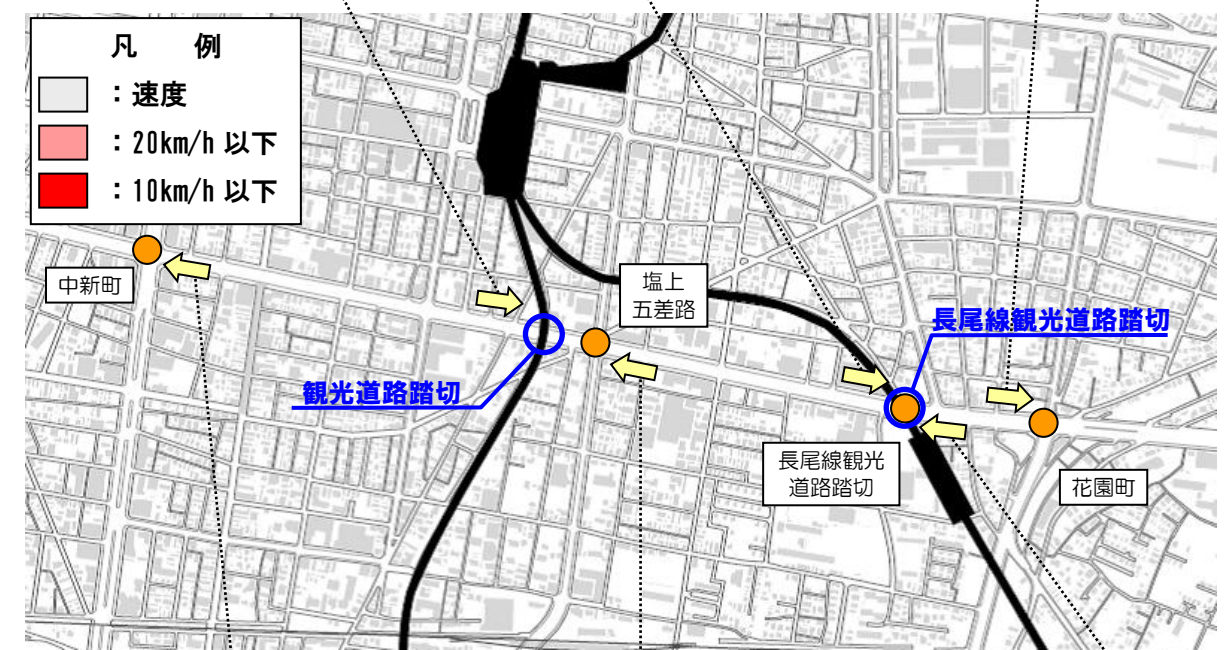 凡 例
：速度
：20km/h 以下
：10km/h 以下
中新町
塩上
五差路
長尾線観光道路踏切
観光道路踏切
長尾線観光
道路踏切
花園町